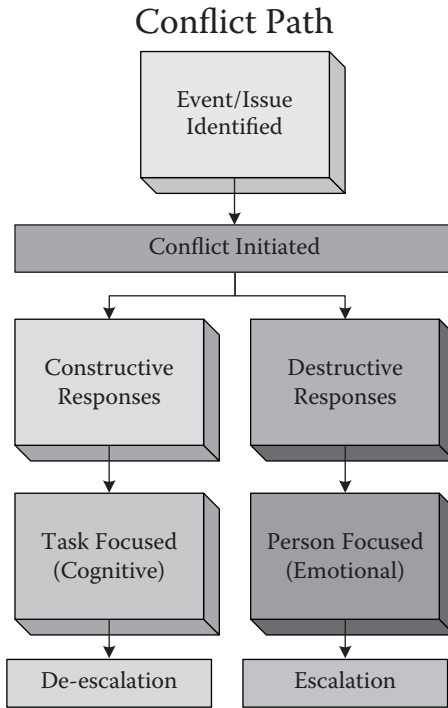 Conflict Path
Event/Issue
Identified
Conflict Initiated
Constructive
Responses
Destructive
Responses
Task Focused
(Cognitive)
Person Focused
(Emotional)
De-escalation
Escalation